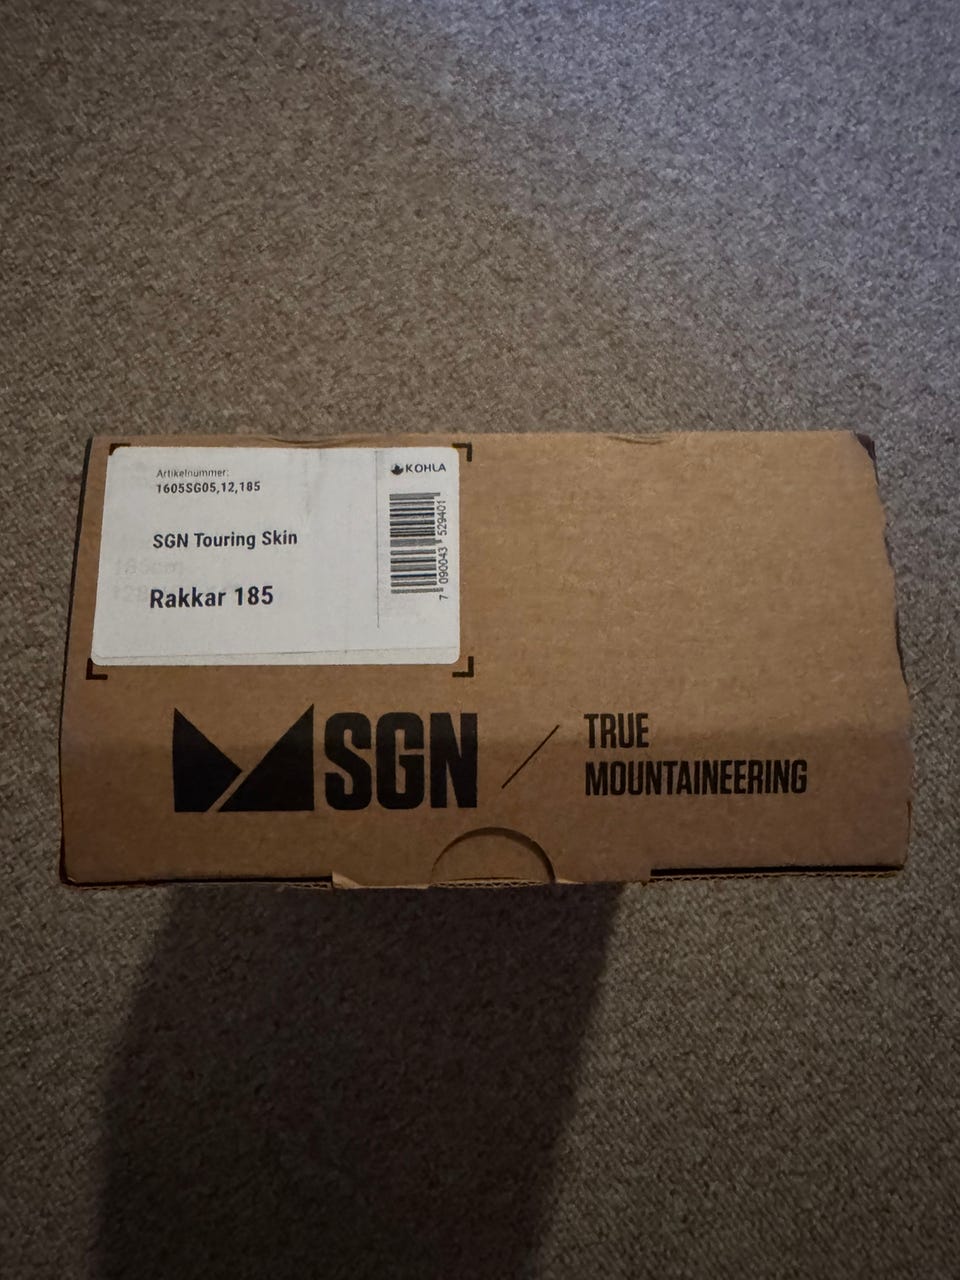 Artikelnummer:
1605SG05,12,185
KOHLA
SGN Touring Skin
Rakkar 185
7 090043 529401
SGN
TRUE
MOUNTAINEERING